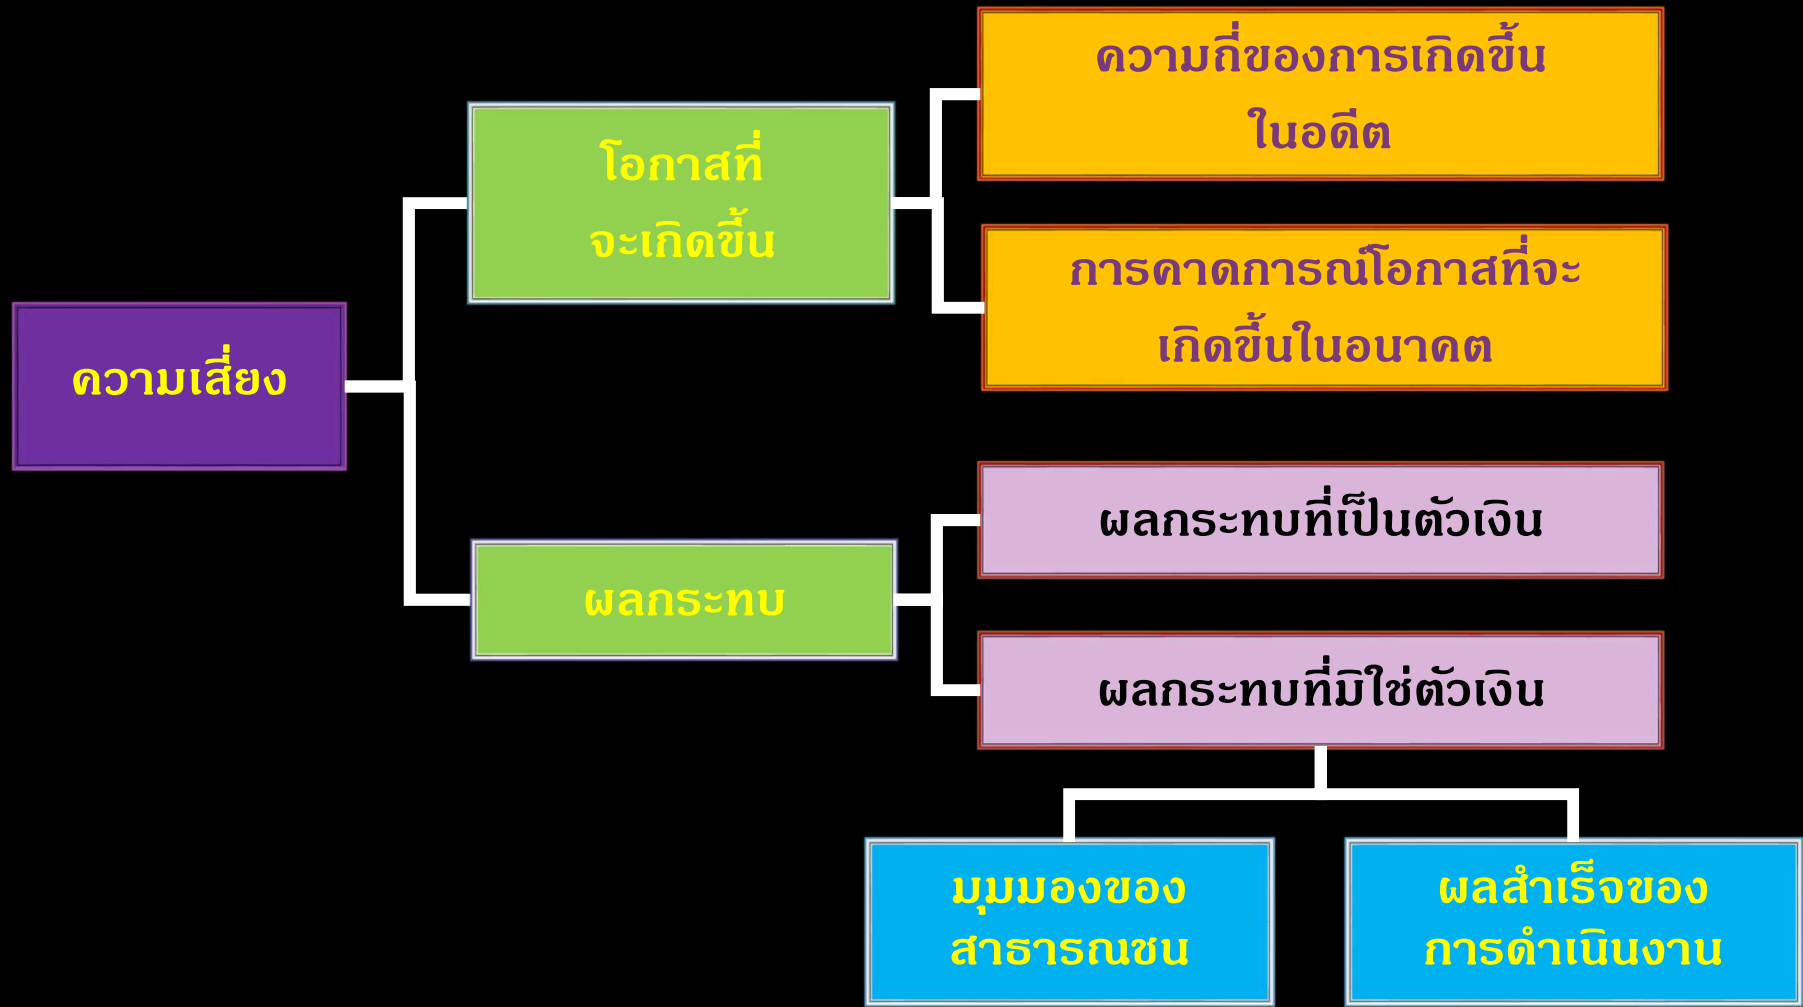 ความถี่ของการเกิดขึ้น
ในอดีต
โอกาสที่
จะเกิดขึ้น
การคาดการณ์โอกาสที่จะ
เกิดขึ้นในอนาคต
ความเสี่ยง
ผลกระทบที่เป็นตัวเงิน
ผลกระทบ
ผลกระทบที่มิใช่ตัวเงิน
มุมมองของ
สาธารณชน
ผลสำเร็จของ
การดำเนินงาน